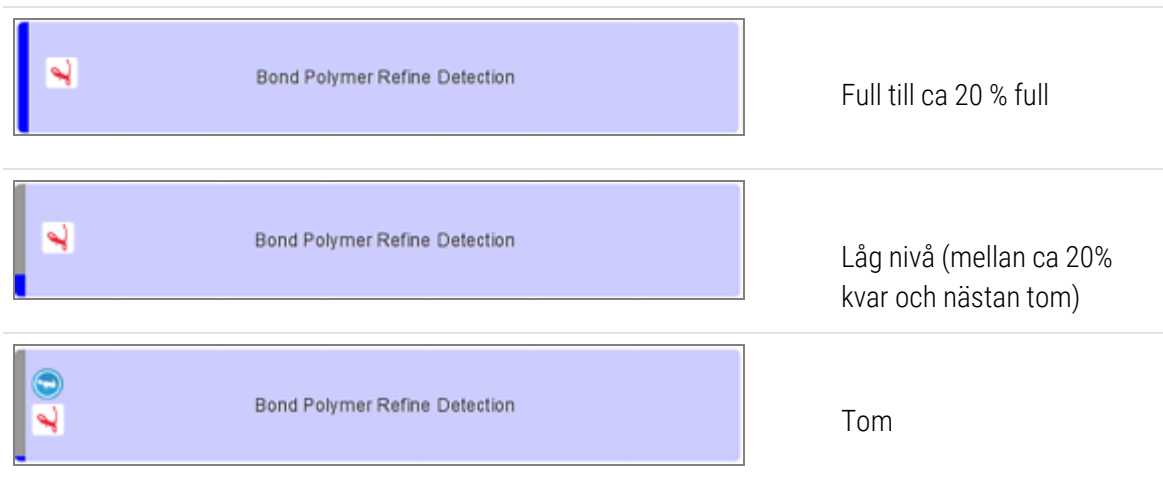 Bond Polymer Refine Detection
Full till ca 20 % full
Bond Polymer Refine Detection
Låg nivå (mellan ca 20%
kvar och nästan tom)
Bond Polymer Refine Detection
Tom